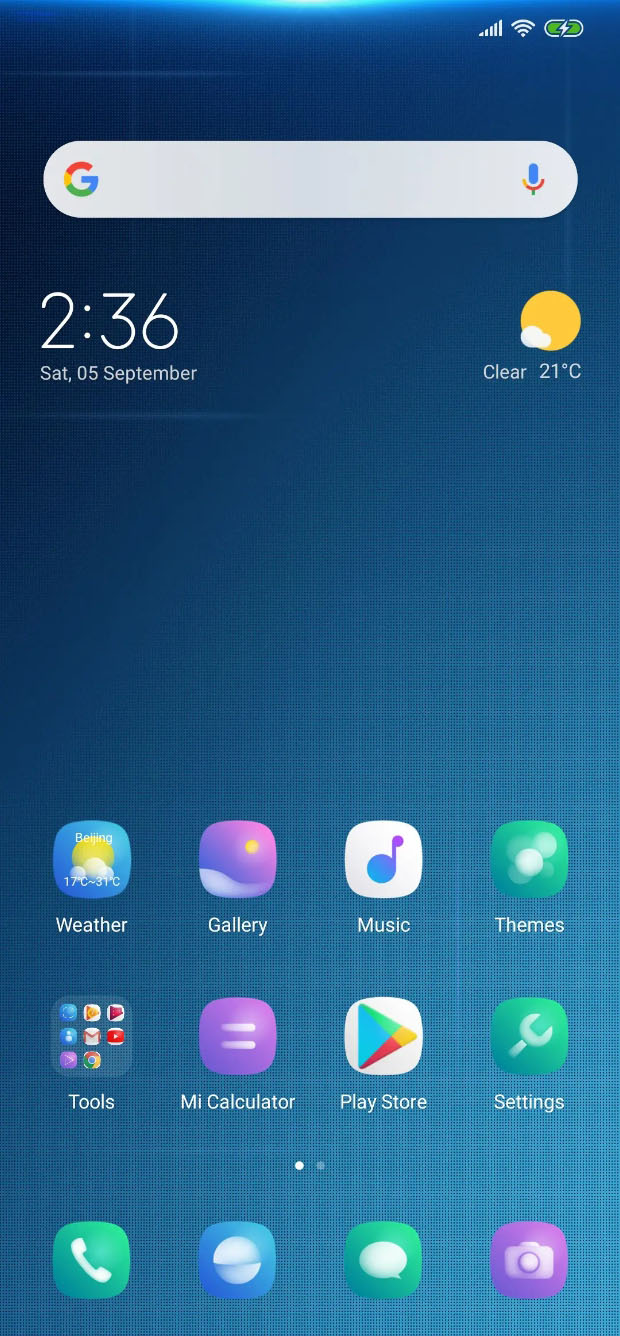 2:36
Sat, 05 September
Clear 21°C
Beijing
17°C~31°C
Weather
Gallery
Music
Themes
Tools
Mi Calculator
Play Store
Settings